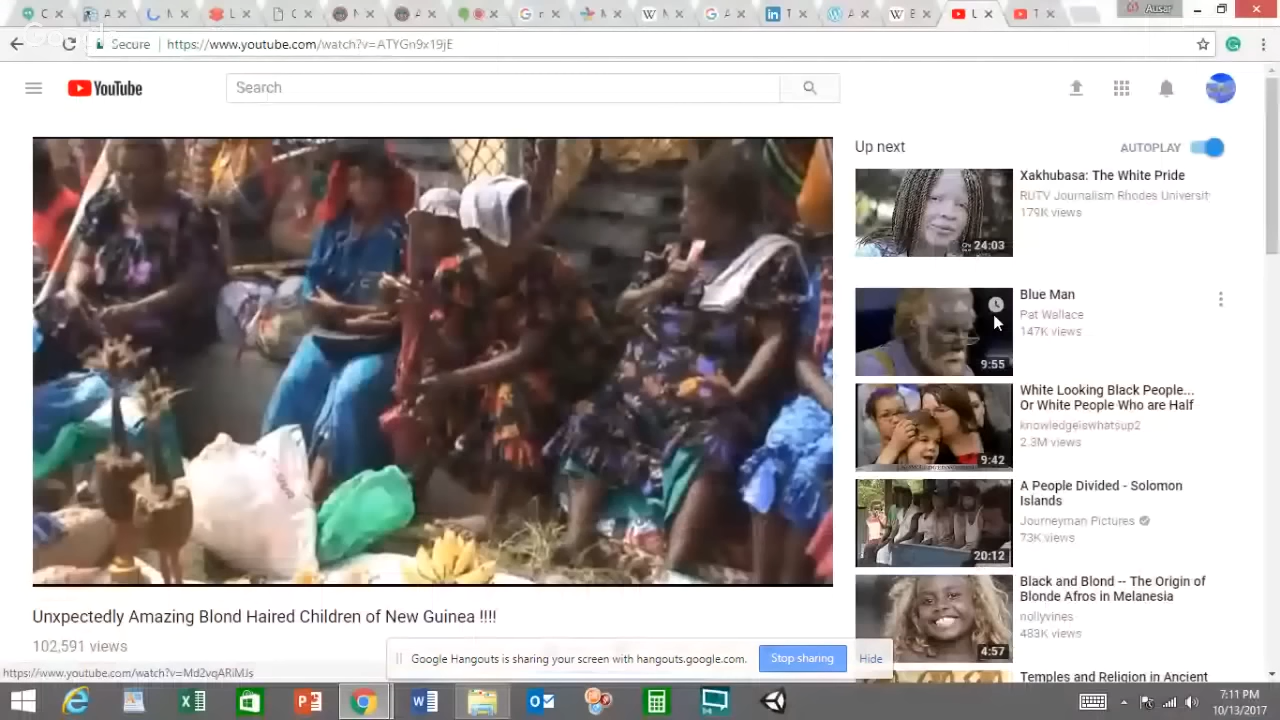 Secure
https://www.youtube.com/watch?v=ATYGn9x19jE
YouTube
Search
Up next
AUTOPLAY
Xakhubasa: The White Pride
RUTV Journalism Rhodes Universit
179K views
24:03
Blue Man
Pat Wallace
147K views
9:55
White Looking Black People...
Or White People Who are Half
knowledgeiswhatsup2
2.3M views
9:42
A People Divided - Solomon
Islands
Journeyman Pictures
73K views
20:12
Black and Blond -- The Origin of
Blonde Afros in Melanesia
nollyvines
483K views
4:57
Temples and Religion in Ancient
Unxpectedly Amazing Blond Haired Children of New Guinea !!!!
102,591 views
Google Hangouts is sharing your screen with hangouts.google.com.
Stop sharing
Hide
https://www.youtube.com/watch?v=Md2vqARiMJs
7:11 PM
10/13/2017